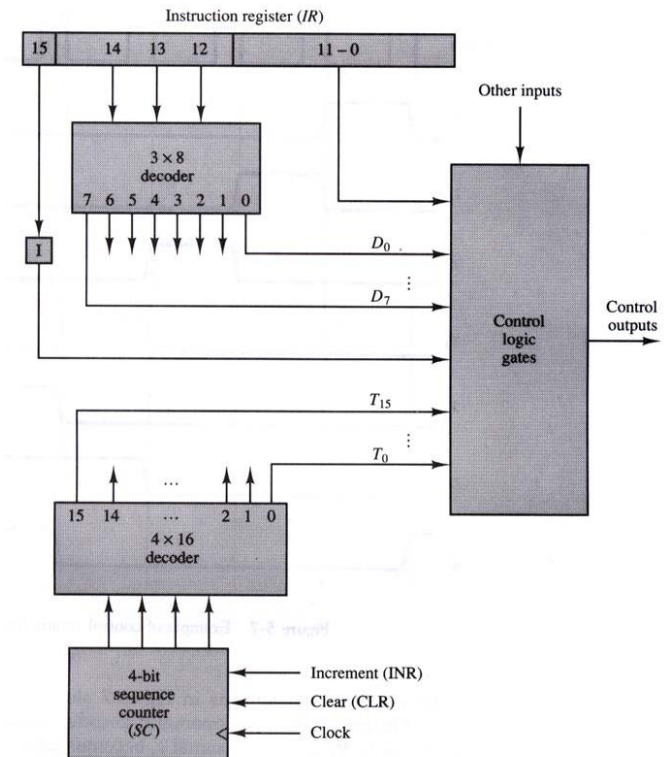 Instruction register (IR)
15 14 13 12 11 – 0
Other inputs
3 × 8
decoder
7 6 5 4 3 2 1 0
I
D0
⋮
D7
Control
logic
gates
Control
outputs
T15
⋮
T0
...
15 14 ... 2 1 0
4 × 16
decoder
4-bit
sequence
counter
(SC)
Increment (INR)
Clear (CLR)
Clock